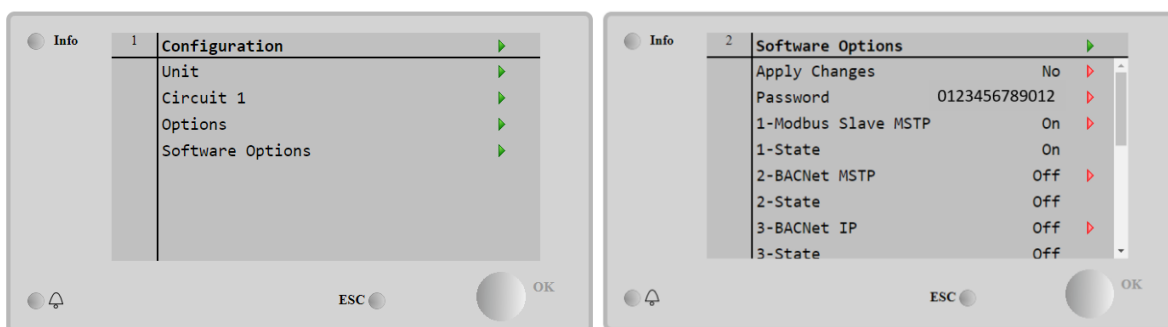 Info
1 Configuration
Unit
Circuit 1
Options
Software Options
ESC
OK
Info
2 Software Options
Apply Changes No
Password 0123456789012
1-Modbus Slave MSTP On
1-State On
2-BACNet MSTP Off
2-State Off
3-BACNet IP Off
3-State Off
ESC
OK